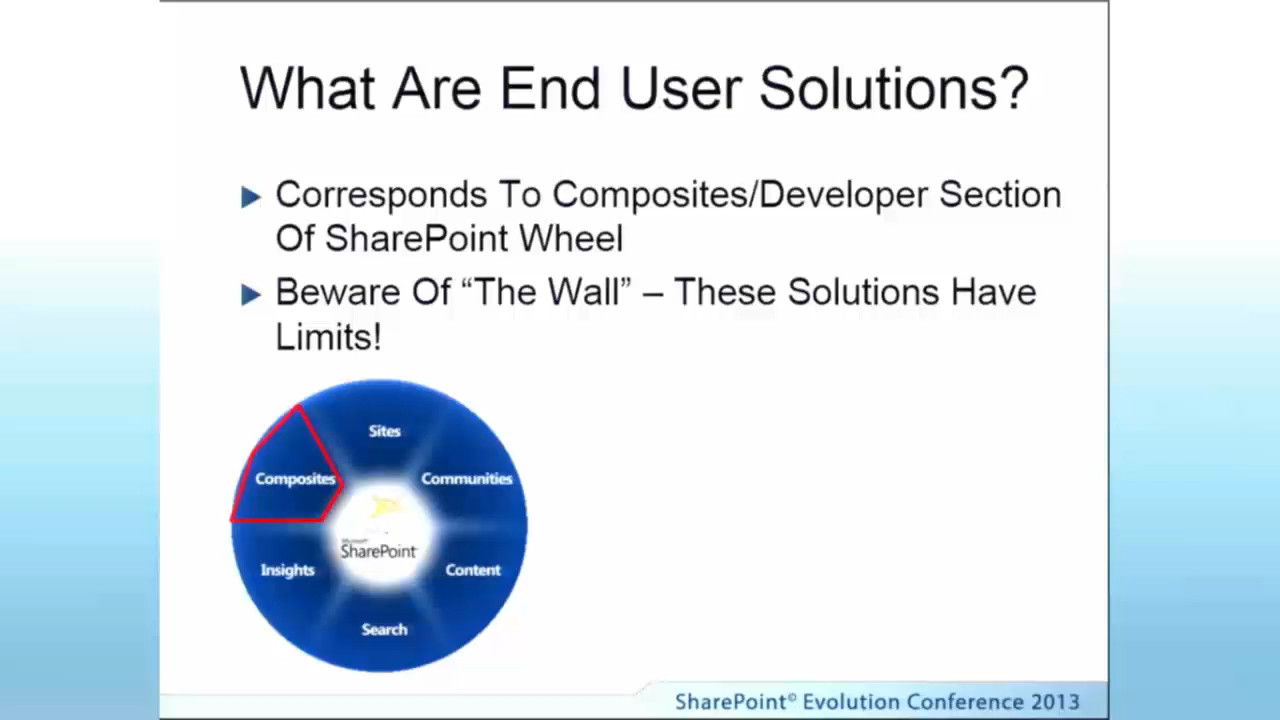 What Are End User Solutions?
Corresponds To Composites/Developer Section
Of SharePoint Wheel
Beware Of “The Wall” – These Solutions Have
Limits!
Sites
Composites
Communities
Microsoft
SharePoint
Insights
Content
Search
SharePoint© Evolution Conference 2013